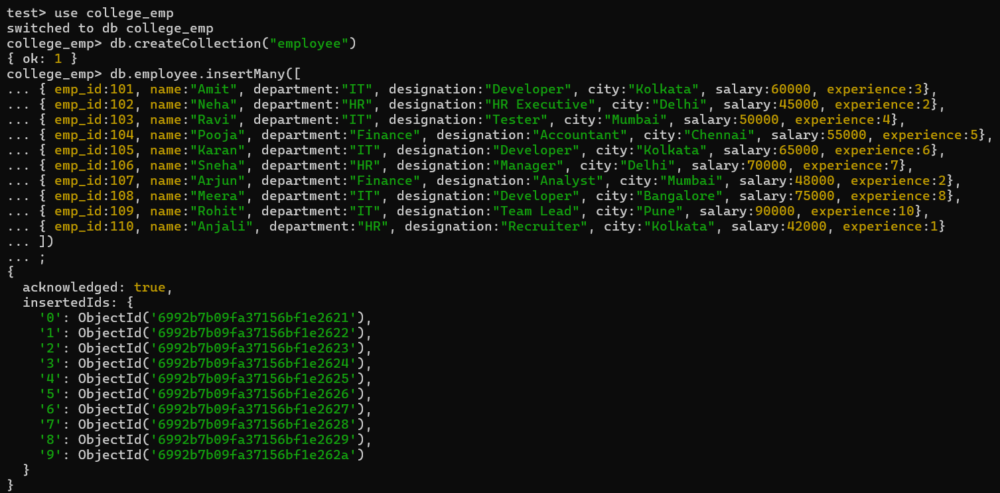 test> use college_emp
switched to db college_emp
college_emp> db.createCollection("employee")
{ ok: 1 }
college_emp> db.employee.insertMany([
... { emp_id:101, name:"Amit", department:"IT", designation:"Developer", city:"Kolkata", salary:60000, experience:3},
... { emp_id:102, name:"Neha", department:"HR", designation:"HR Executive", city:"Delhi", salary:45000, experience:2},
... { emp_id:103, name:"Ravi", department:"IT", designation:"Tester", city:"Mumbai", salary:50000, experience:4},
... { emp_id:104, name:"Pooja", department:"Finance", designation:"Accountant", city:"Chennai", salary:55000, experience:5},
... { emp_id:105, name:"Karan", department:"IT", designation:"Developer", city:"Kolkata", salary:65000, experience:6},
... { emp_id:106, name:"Sneha", department:"HR", designation:"Manager", city:"Delhi", salary:70000, experience:7},
... { emp_id:107, name:"Arjun", department:"Finance", designation:"Analyst", city:"Mumbai", salary:48000, experience:2},
... { emp_id:108, name:"Meera", department:"IT", designation:"Developer", city:"Bangalore", salary:75000, experience:8},
... { emp_id:109, name:"Rohit", department:"IT", designation:"Team Lead", city:"Pune", salary:90000, experience:10},
... { emp_id:110, name:"Anjali", department:"HR", designation:"Recruiter", city:"Kolkata", salary:42000, experience:1}
... ])
... ;
{
  acknowledged: true,
  insertedIds: {
    '0': ObjectId('6992b7b09fa37156bf1e2621'),
    '1': ObjectId('6992b7b09fa37156bf1e2622'),
    '2': ObjectId('6992b7b09fa37156bf1e2623'),
    '3': ObjectId('6992b7b09fa37156bf1e2624'),
    '4': ObjectId('6992b7b09fa37156bf1e2625'),
    '5': ObjectId('6992b7b09fa37156bf1e2626'),
    '6': ObjectId('6992b7b09fa37156bf1e2627'),
    '7': ObjectId('6992b7b09fa37156bf1e2628'),
    '8': ObjectId('6992b7b09fa37156bf1e2629'),
    '9': ObjectId('6992b7b09fa37156bf1e262a')
  }
}